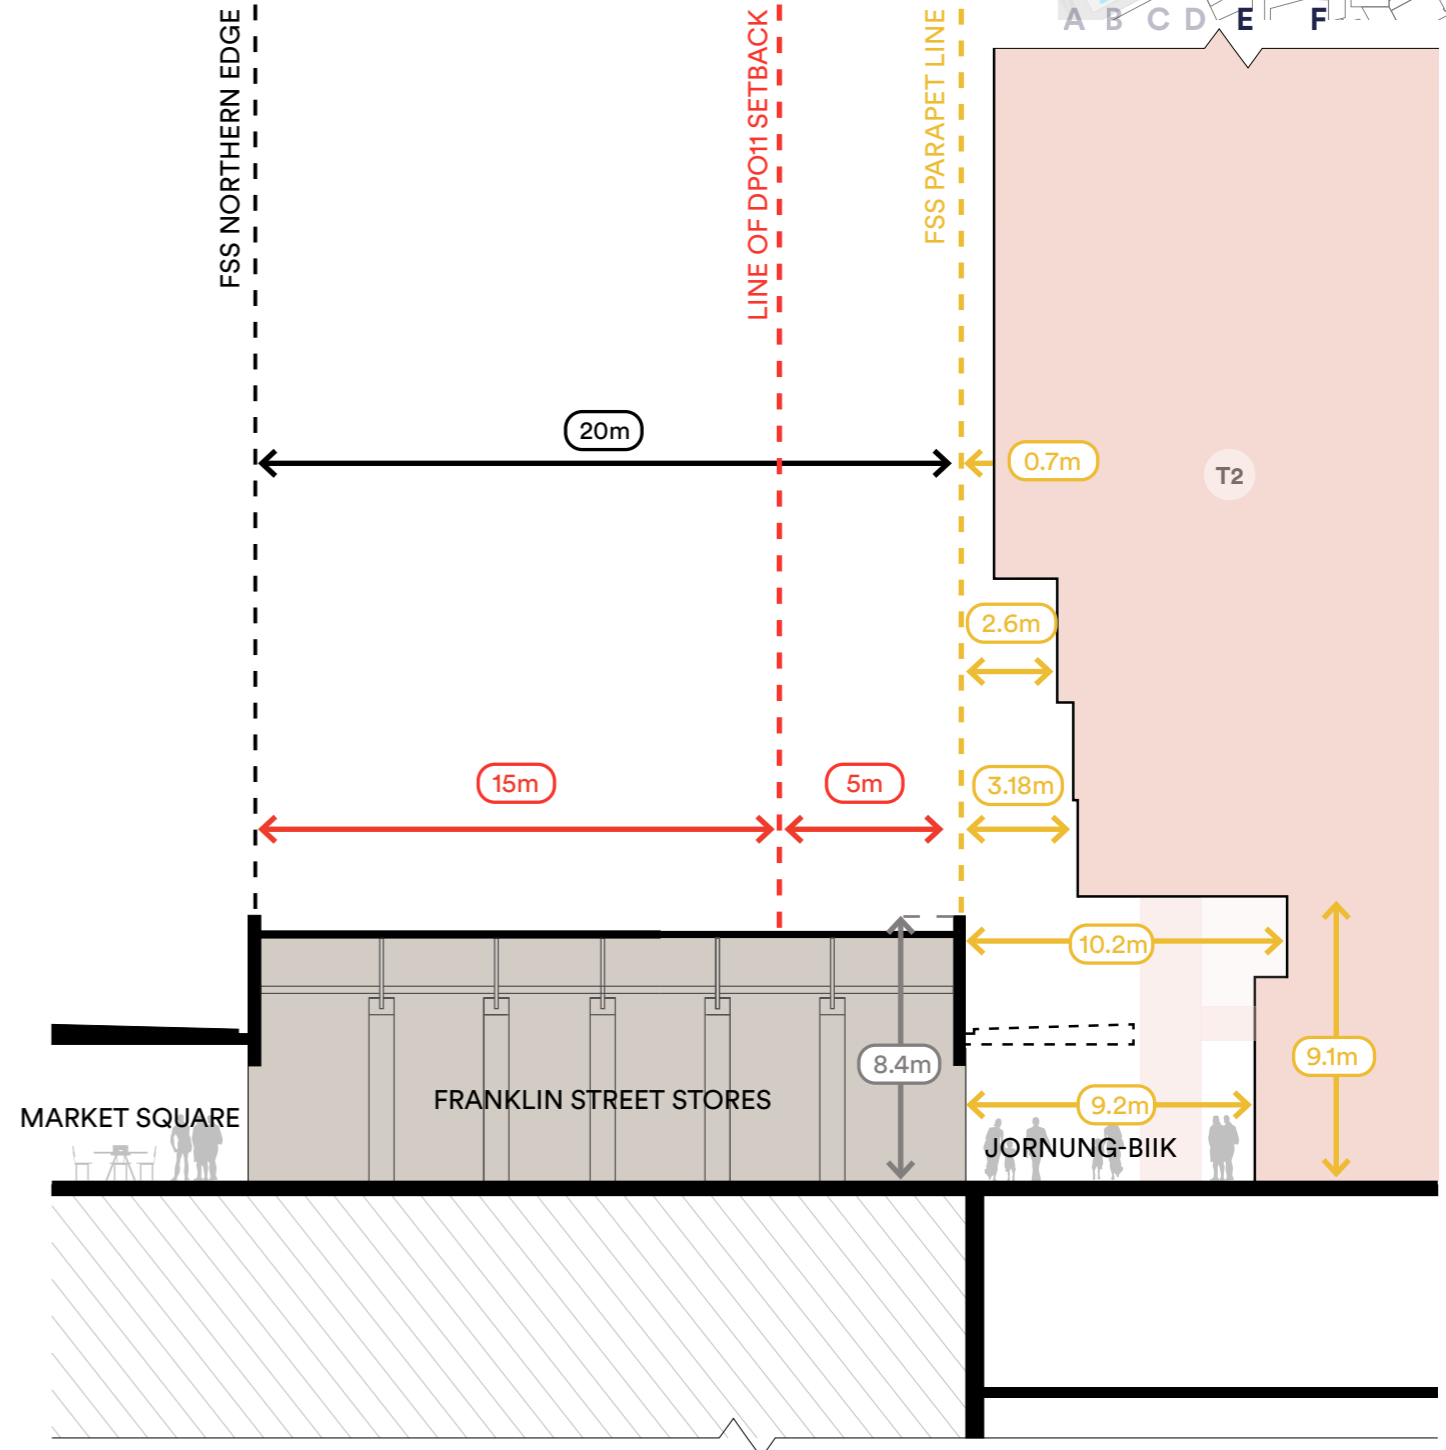 A B C D E F
FSS NORTHERN EDGE
LINE OF DPO11 SETBACK
FSS PARAPET LINE
20m
0.7m
T2
2.6m
15m
5m
3.18m
10.2m
8.4m
9.1m
FRANKLIN STREET STORES
9.2m
MARKET SQUARE
JORNUNG-BIIK